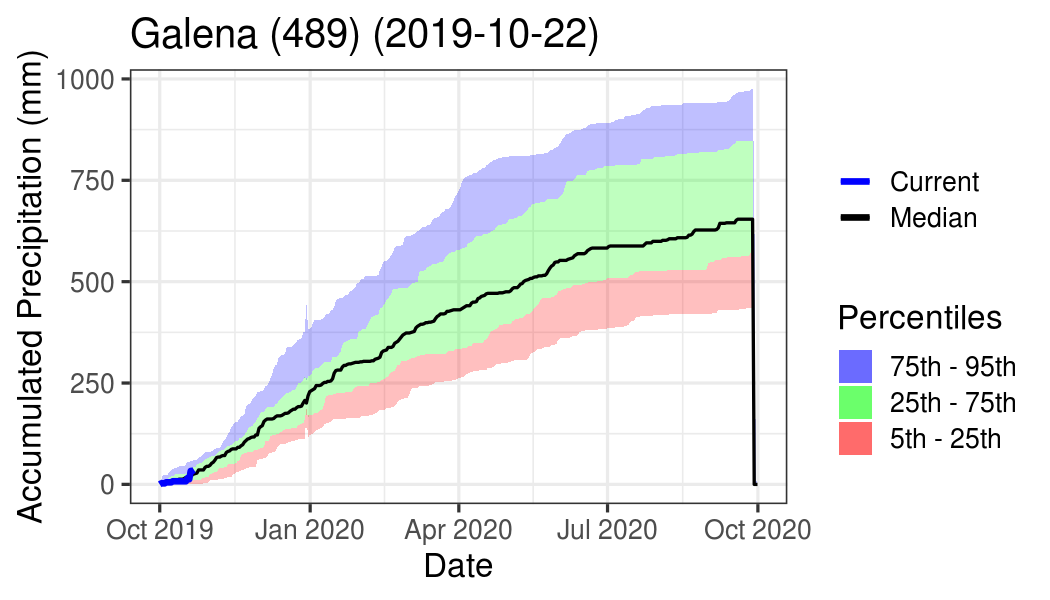 Galena (489) (2019-10-22)
Accumulated Precipitation (mm)
1000
750
500
250
0
Oct 2019
Jan 2020
Apr 2020
Jul 2020
Oct 2020
Date
Current
Median
Percentiles
75th - 95th
25th - 75th
5th - 25th